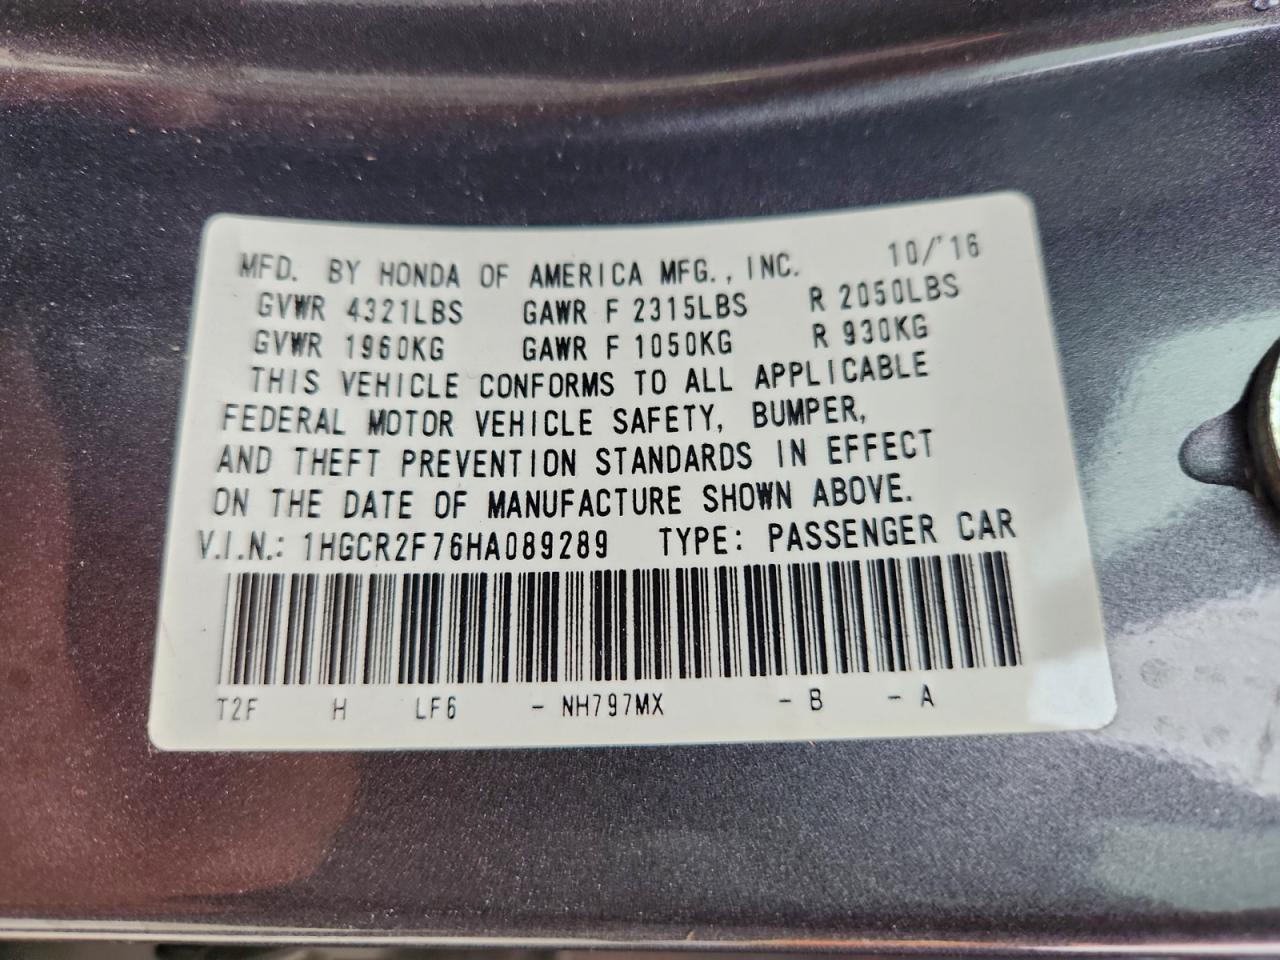 MFD. BY HONDA OF AMERICA MFG., INC. 10/'16
GVWR 4321LBS GAWR F 2315LBS R 2050LBS
GVWR 1960KG GAWR F 1050KG R 930KG
THIS VEHICLE CONFORMS TO ALL APPLICABLE
FEDERAL MOTOR VEHICLE SAFETY, BUMPER,
AND THEFT PREVENTION STANDARDS IN EFFECT
ON THE DATE OF MANUFACTURE SHOWN ABOVE.
V.I.N.: 1HGCR2F76HA089289 TYPE: PASSENGER CAR
T2F H LF6 - NH797MX - B - A